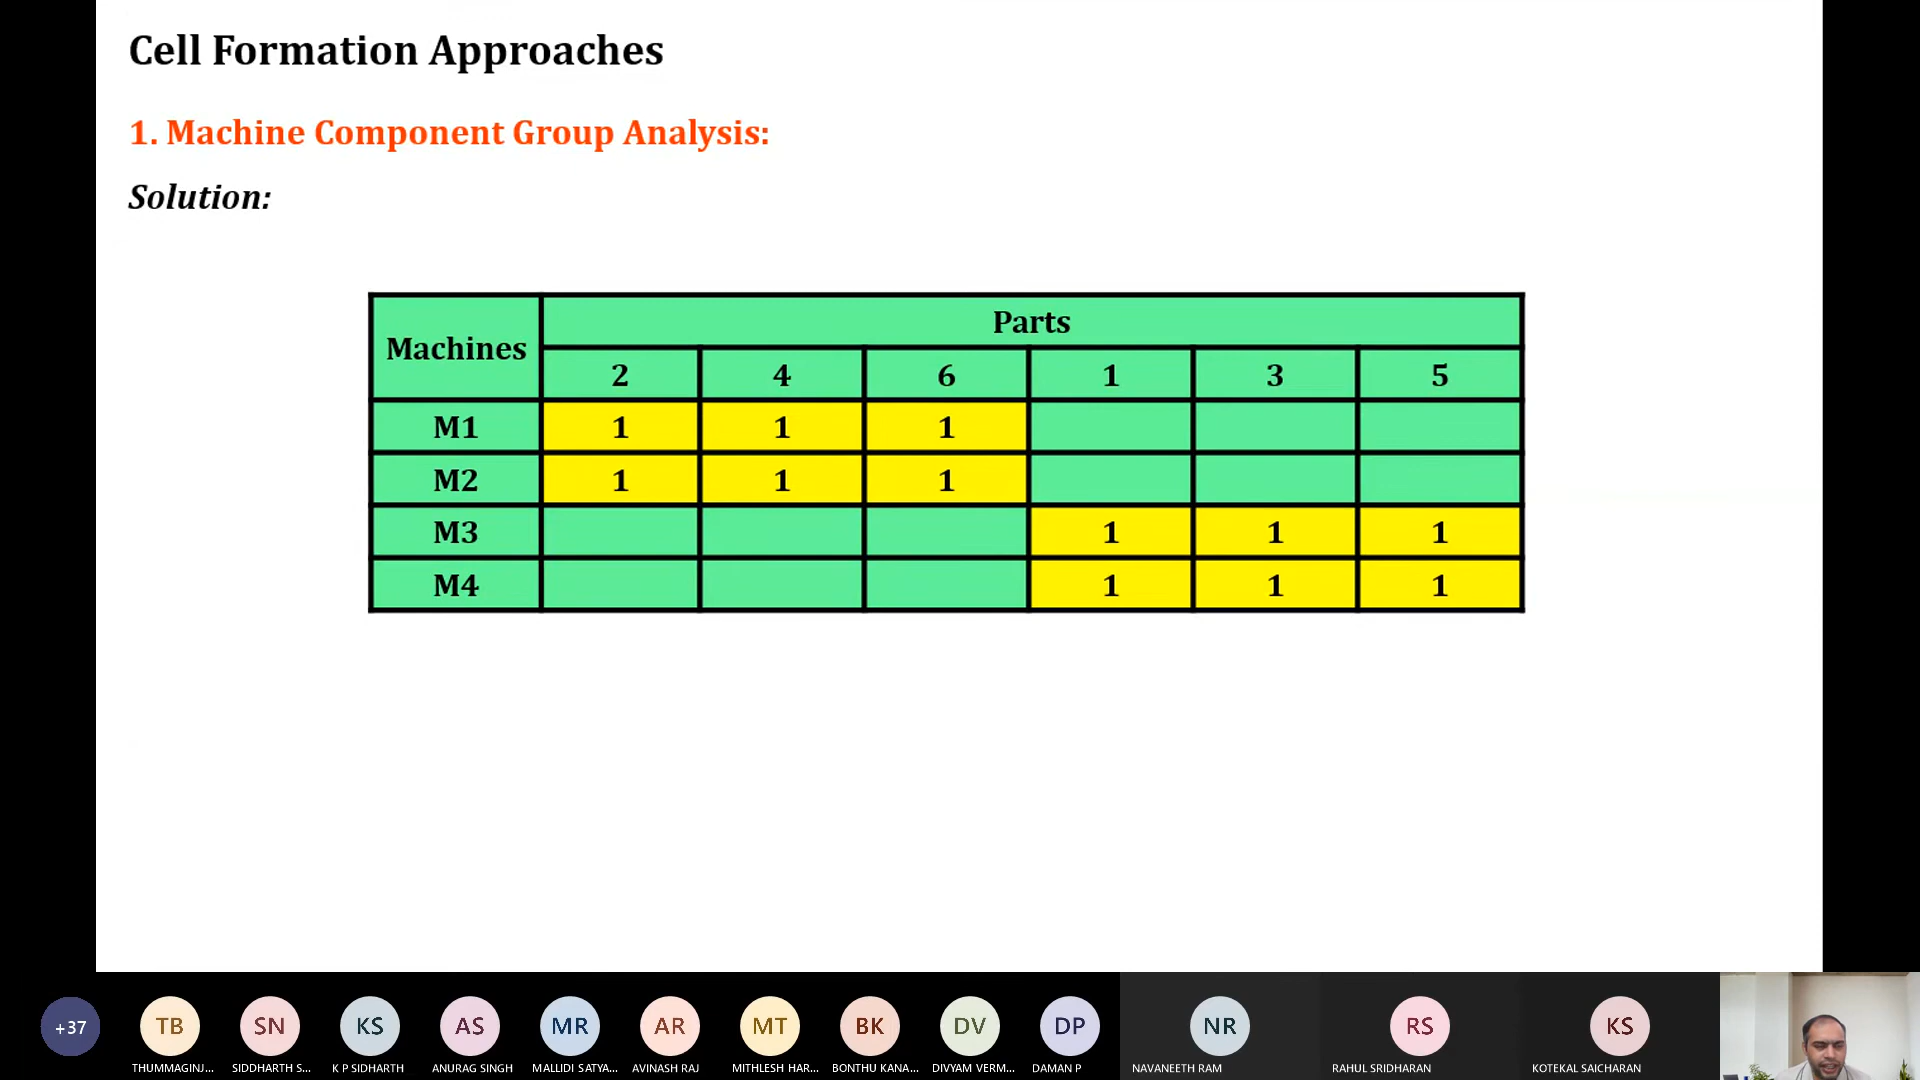 Cell Formation Approaches
1. Machine Component Group Analysis:
Solution:
Machines Parts
2 4 6 1 3 5
M1 1 1 1
M2 1 1 1
M3 1 1 1
M4 1 1 1
+37 TB SN KS AS MR AR MT BK DV DP NR RS KS
THUMMAGINJ... SIDDHARTH S... K P SIDHARTH ANURAG SINGH MALLIDI SATYA... AVINASH RAJ MITHLESH HAR... BONTHU KANA... DIVYAM VERM... DAMAN P NAVANEETH RAM RAHUL SRIDHARAN KOTEKAL SAICHARAN